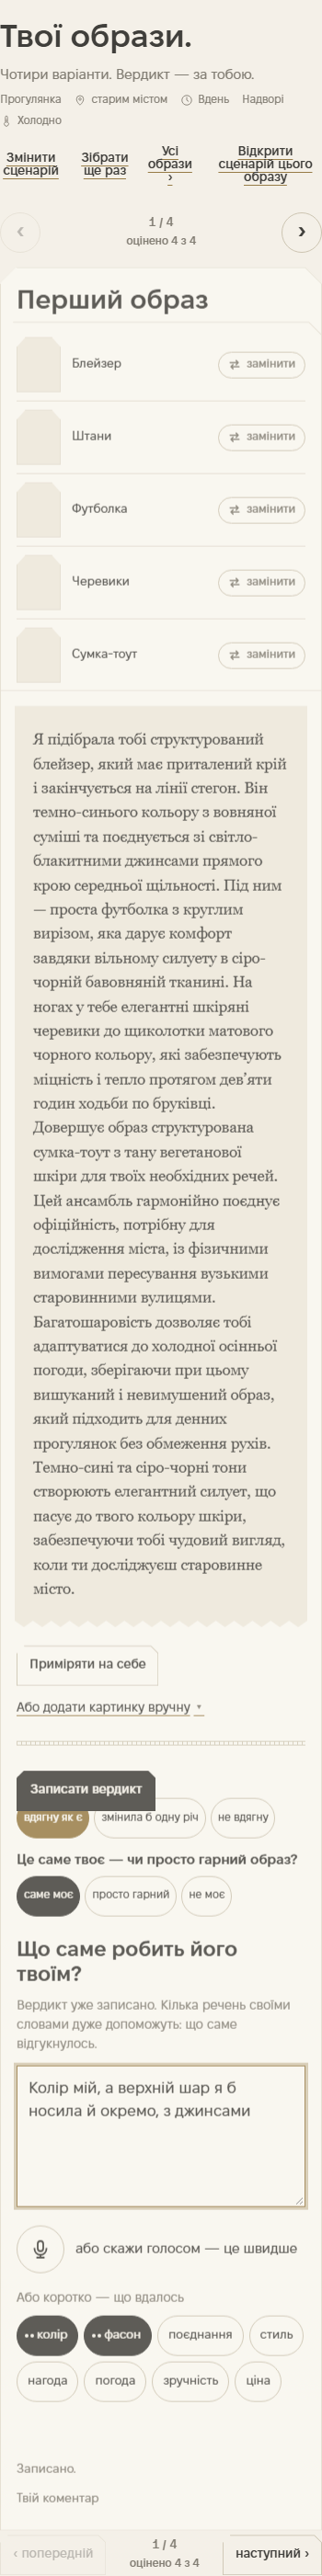 Твої образи.
Чотири варіанти. Вердикт — за тобою.
Прогулянка старим містом Вдень Надворі
Холодно
Змінити
сценарій
Зібрати
ще раз
Усі
образи
›
Відкрити
сценарій цього
образу
‹
1 / 4
оцінено 4 з 4
›
Перший образ
Блейзер
замінити
Штани
замінити
Футболка
замінити
Черевики
замінити
Сумка-тоут
замінити
Я підібрала тобі структурований
блейзер, який має приталений крій
і закінчується на лінії стегон. Він
темно-синього кольору з вовняної
суміші та поєднується зі світло-
блакитними джинсами прямого
крою середньої щільності. Під ним
— проста футболка з круглим
вирізом, яка дарує комфорт
завдяки вільному силуету в сіро-
чорній бавовняній тканині. На
ногах у тебе елегантні шкіряні
черевики до щиколотки матового
чорного кольору, які забезпечують
міцність і тепло протягом дев’яти
годин ходьби по бруківці.
Довершує образ структурована
сумка-тоут з тану вегетанової
шкіри для твоїх необхідних речей.
Цей ансамбль гармонійно поєднує
офіційність, потрібну для
дослідження міста, із фізичними
вимогами пересування вузькими
старовинними вулицями.
Багатошаровість дозволяє тобі
адаптуватися до холодної осінньої
погоди, зберігаючи при цьому
вишуканий і невимушений образ,
який підходить для денних
прогулянок без обмеження рухів.
Темно-сині та сіро-чорні тони
створюють елегантний силует, що
пасує до твого кольору шкіри,
забезпечуючи тобі чудовий вигляд,
коли ти досліджуєш старовинне
місто.
Приміряти на себе
Або додати картинку вручну
Записати вердикт
вдягну як є
змінила б одну річ
не вдягну
Це саме твоє — чи просто гарний образ?
саме моє
просто гарний
не моє
Що саме робить його
твоїм?
Вердикт уже записано. Кілька речень своїми
словами дуже допоможуть: що саме
відгукнулось.
Колір мій, а верхній шар я б
носила й окремо, з джинсами
або скажи голосом — це швидше
Або коротко — що вдалось
колір
фасон
поєднання
стиль
нагода
погода
зручність
ціна
Записано.
Твій коментар
‹ попередній
1 / 4
оцінено 4 з 4
наступний ›